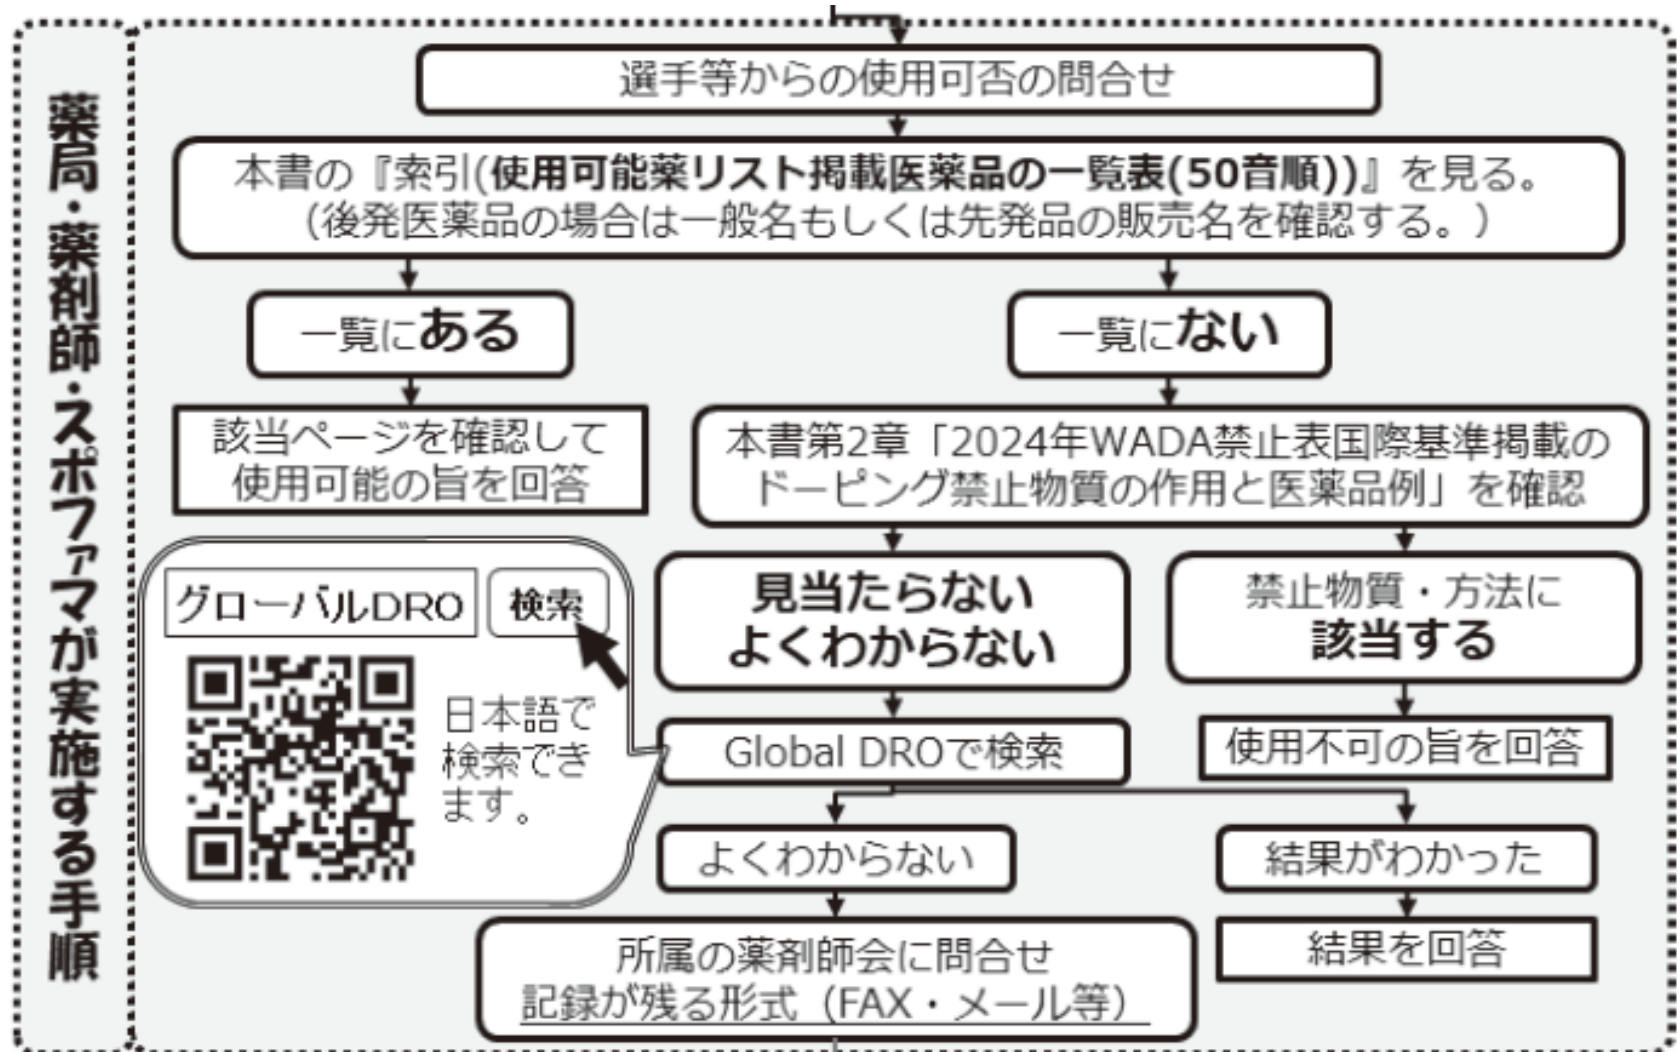 薬局・薬剤師・スポファマが実施する手順
選手等からの使用可否の問合せ
本書の『索引(使用可能薬リスト掲載医薬品の一覧表(50音順))』を見る。
(後発医薬品の場合は一般名もしくは先発品の販売名を確認する。)
一覧にある
一覧にない
該当ページを確認して
使用可能の旨を回答
本書第2章「2024年WADA禁止表国際基準掲載の
ドーピング禁止物質の作用と医薬品例」を確認
見当たらない
よくわからない
禁止物質・方法に
該当する
グローバルDRO
検索
日本語で
検索でき
ます。
Global DROで検索
使用不可の旨を回答
よくわからない
結果がわかった
所属の薬剤師会に問合せ
記録が残る形式(FAX・メール等)
結果を回答